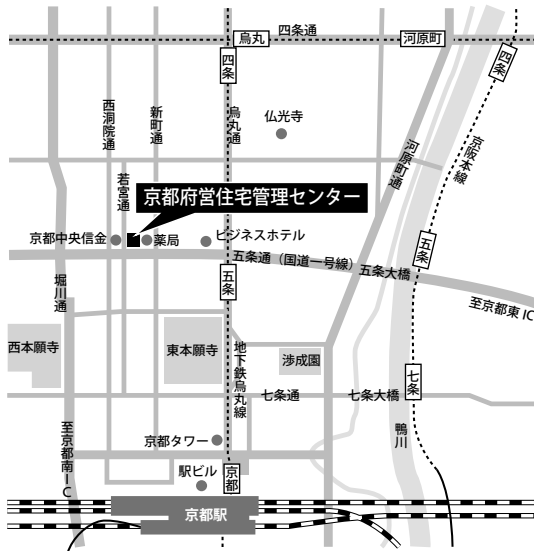 四条通
烏丸
河原町
四条
四条
西洞院通
新町通
烏丸通
仏光寺
河原町通
京阪本線
若宮通
京都府営住宅管理センター
京都中央信金
薬局
ビジネスホテル
五条通（国道一号線）
五条大橋
五条
五条
至京都東IC
堀川通
西本願寺
東本願寺
地下鉄烏丸線
渉成園
七条通
七条大橋
七条
鴨川
至京都南IC
京都タワー
駅ビル
京都
京都駅